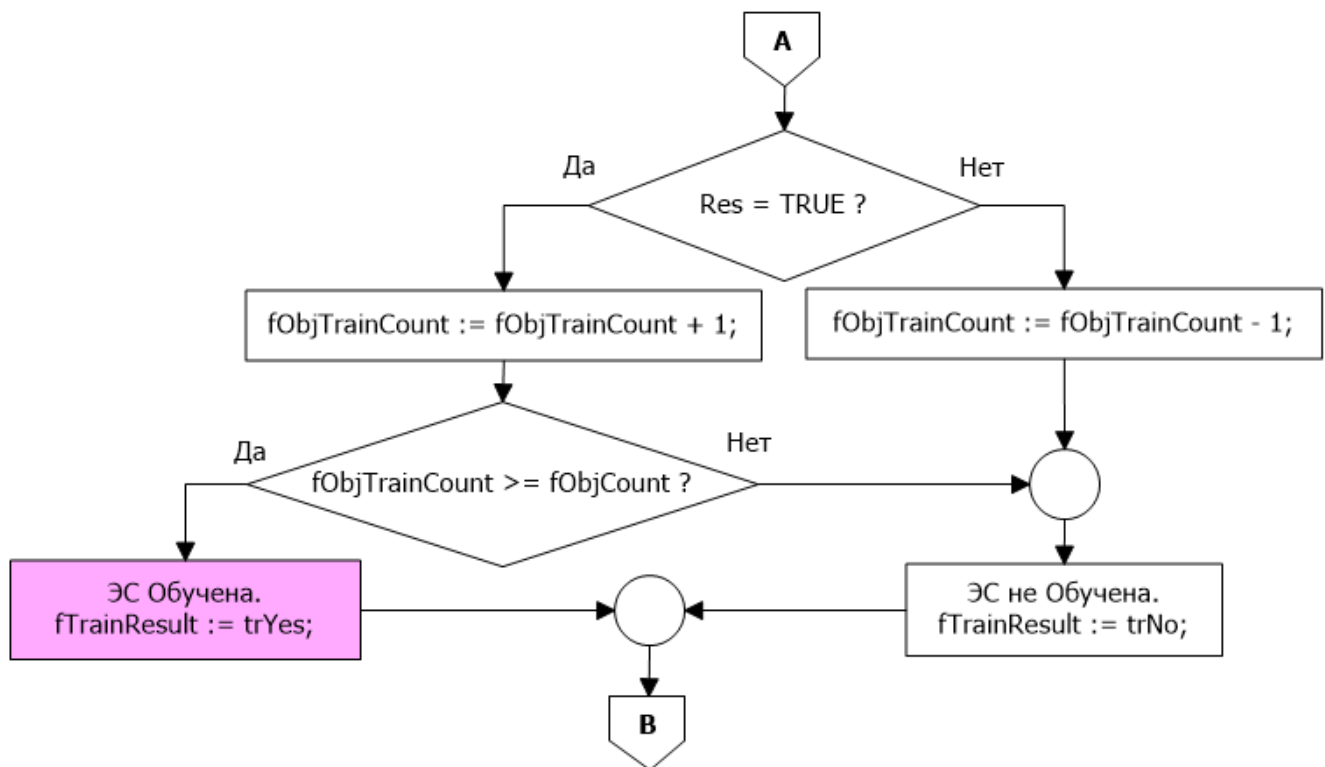 A
Да
Нет
Res = TRUE ?
fObjTrainCount := fObjTrainCount + 1;
fObjTrainCount := fObjTrainCount - 1;
Да
Нет
fObjTrainCount >= fObjCount ?
ЭС Обучена.
fTrainResult := trYes;
ЭС не Обучена.
fTrainResult := trNo;
B